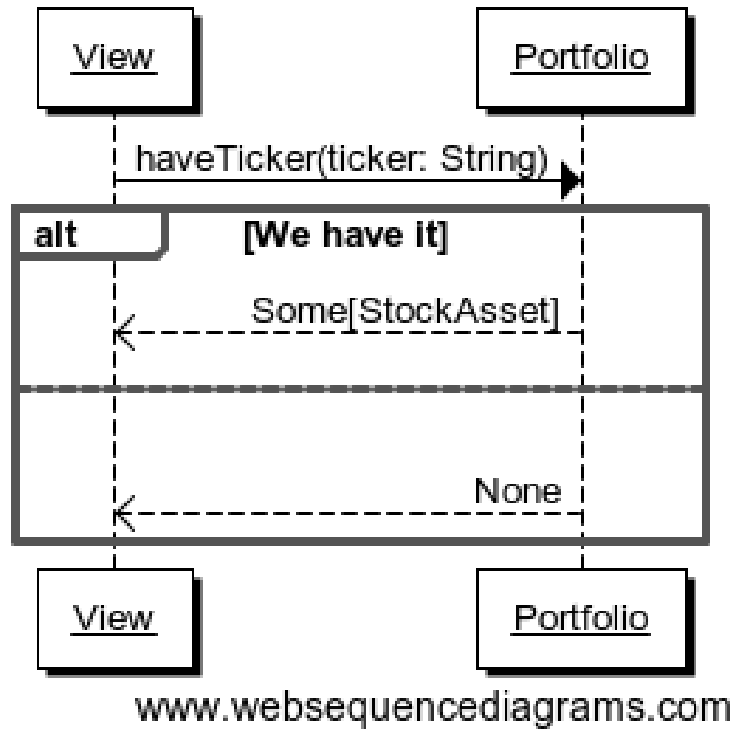 View Portfolio
haveTicker(ticker: String)
alt [We have it]
Some[StockAsset]
None
View Portfolio
www.websequencediagrams.com